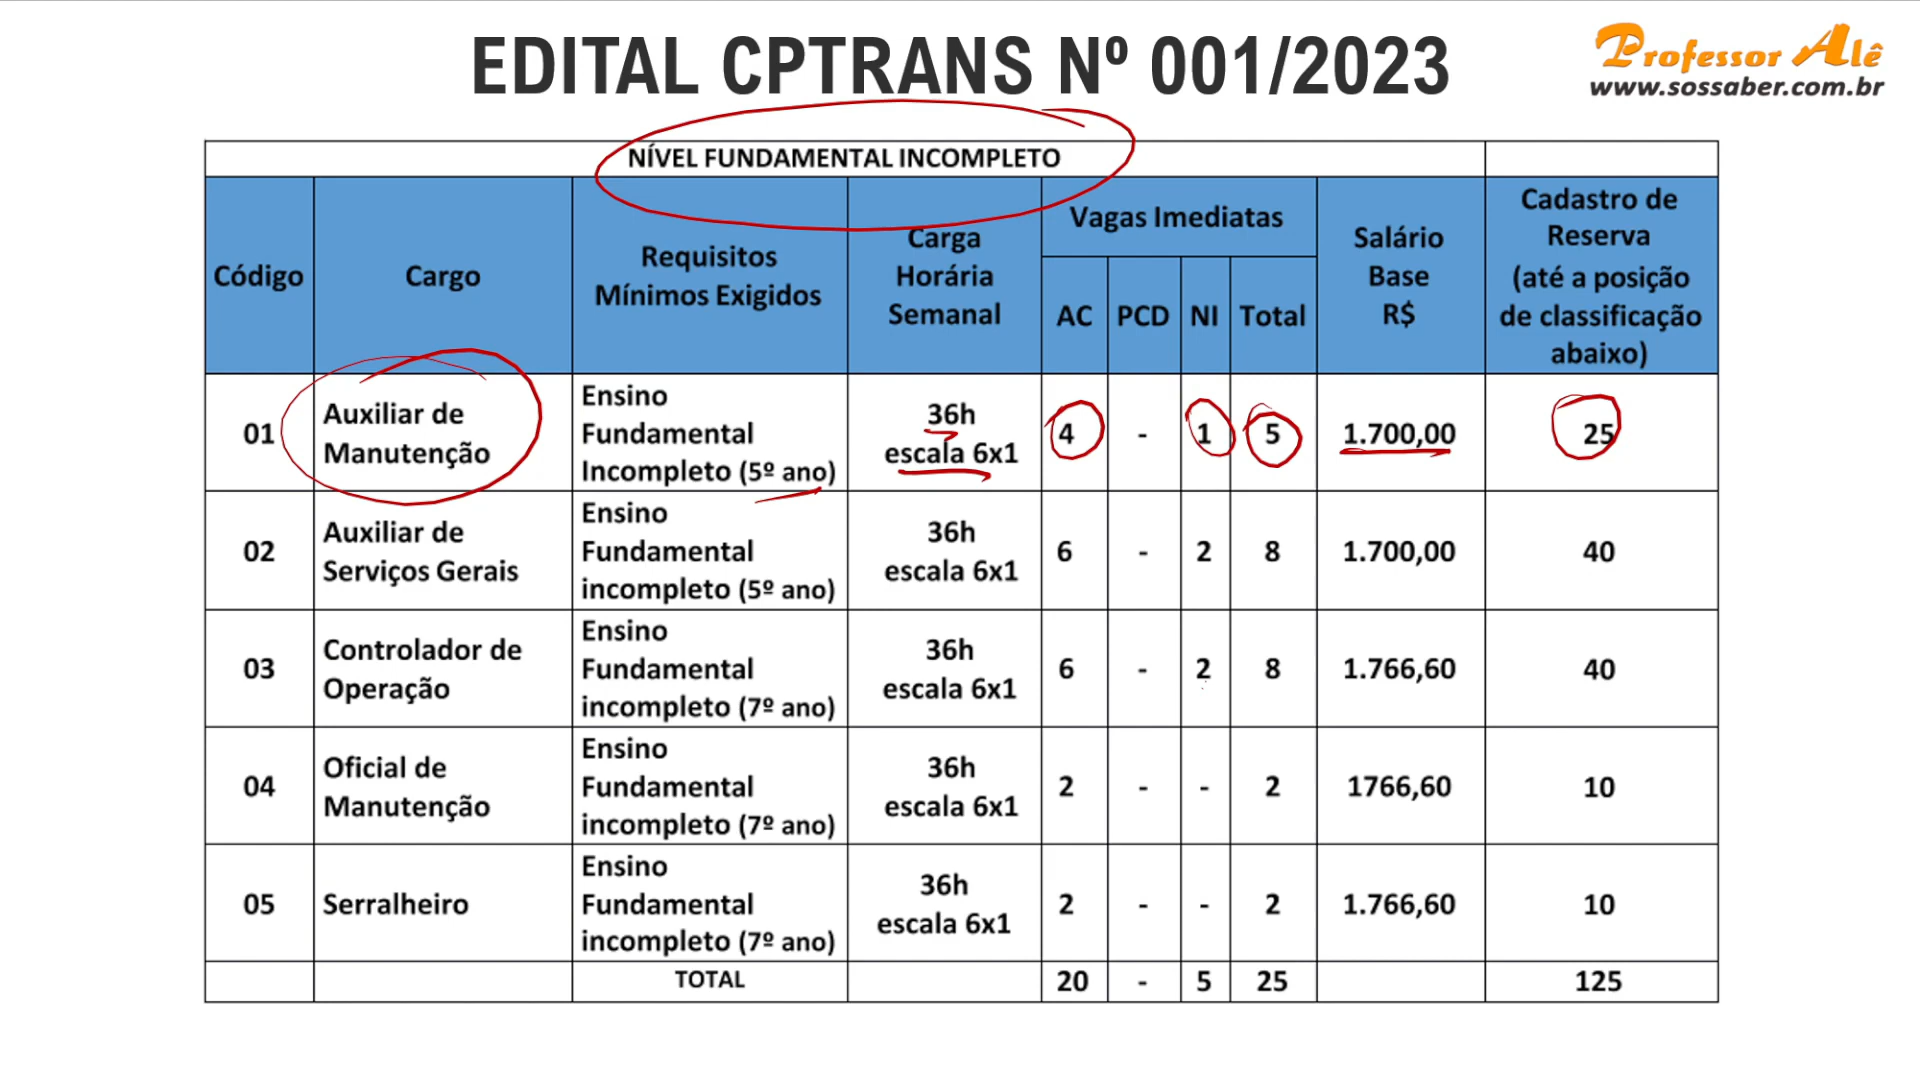 EDITAL CPTRANS Nº 001/2023
Professor Alê
www.sossaber.com.br
NÍVEL FUNDAMENTAL INCOMPLETO
Código
Cargo
Requisitos
Mínimos Exigidos
Carga
Horária
Semanal
Vagas Imediatas
AC PCD NI Total
Salário
Base
R$
Cadastro de
Reserva
(até a posição
de classificação
abaixo)
01
Auxiliar de
Manutenção
Ensino
Fundamental
Incompleto (5º ano)
36h
escala 6x1
4 - 1 5 1.700,00 25
02
Auxiliar de
Serviços Gerais
Ensino
Fundamental
incompleto (5º ano)
36h
escala 6x1
6 - 2 8 1.700,00 40
03
Controlador de
Operação
Ensino
Fundamental
incompleto (7º ano)
36h
escala 6x1
6 - 2 8 1.766,60 40
04
Oficial de
Manutenção
Ensino
Fundamental
incompleto (7º ano)
36h
escala 6x1
2 - - 2 1766,60 10
05
Serralheiro
Ensino
Fundamental
incompleto (7º ano)
36h
escala 6x1
2 - - 2 1.766,60 10
TOTAL 20 - 5 25 125